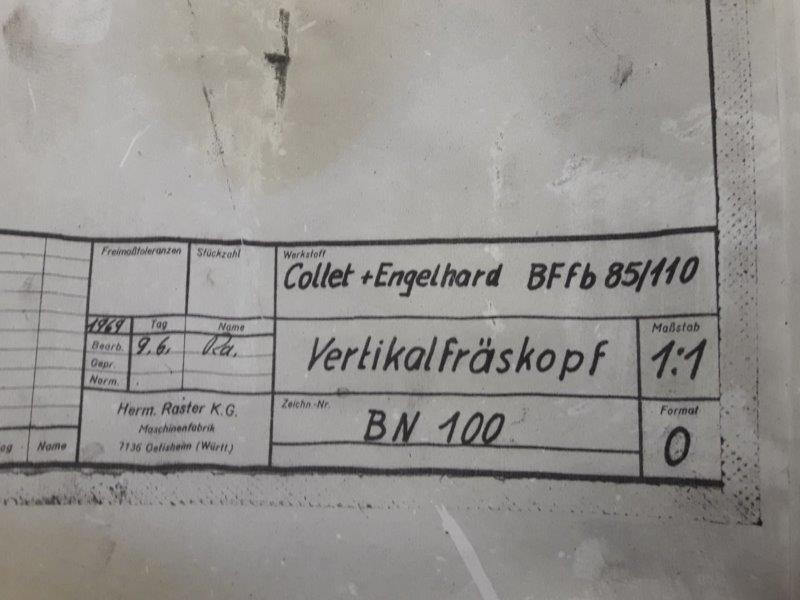 Freimaßtoleranzen Stückzahl
Werkstoff
Collet + Engelhard BFfb 85/110
1969 Tag Name
Bearb. 9.6. Ra.
Gepr.
Norm.
Vertikalfräskopf
Maßstab
1:1
Herm. Raster K.G.
Maschinenfabrik
7136 Oetisheim (Württ.)
Zeichn.-Nr.
BN 100
Format
0
Name